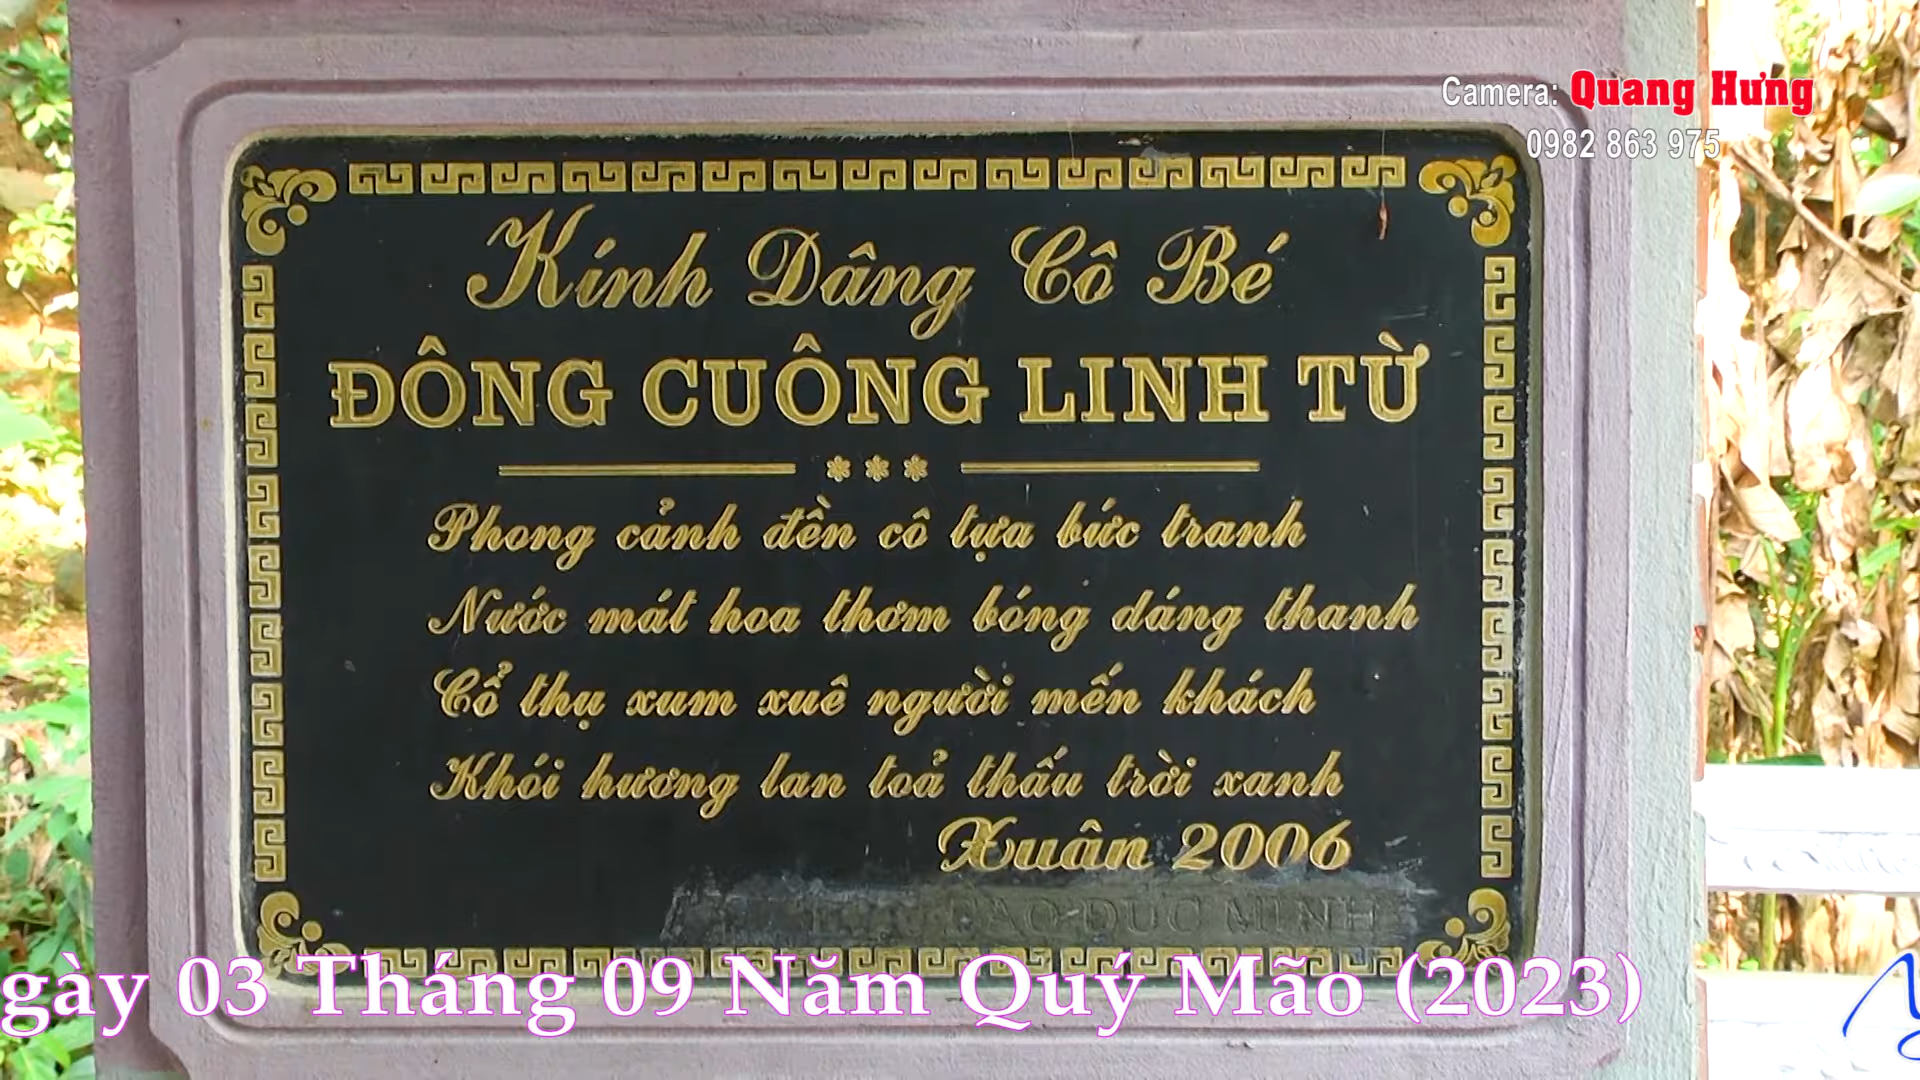 Camera: Quang Hưng
0982 863 975
Kính Dâng Cô Bé
ĐÔNG CUÔNG LINH TỪ
Phong cảnh đền cô tựa bức tranh
Nước mát hoa thơm bóng dáng thanh
Cổ thụ xum xuê người mến khách
Khói hương lan toả thấu trời xanh
Xuân 2006
ĐỨC MINH
gày 03 Tháng 09 Năm Quý Mão (2023)